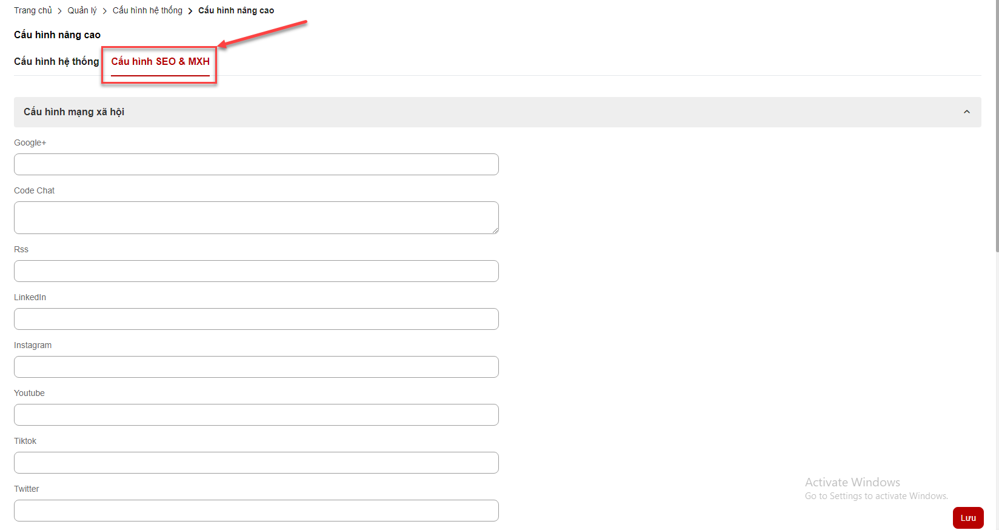 Trang chủ > Quản lý > Cấu hình hệ thống > Cấu hình nâng cao
Cấu hình nâng cao
Cấu hình hệ thống Cấu hình SEO & MXH
Cấu hình mạng xã hội
Google+
Code Chat
Rss
LinkedIn
Instagram
Youtube
Tiktok
Twitter
Activate Windows
Go to Settings to activate Windows.
Lưu